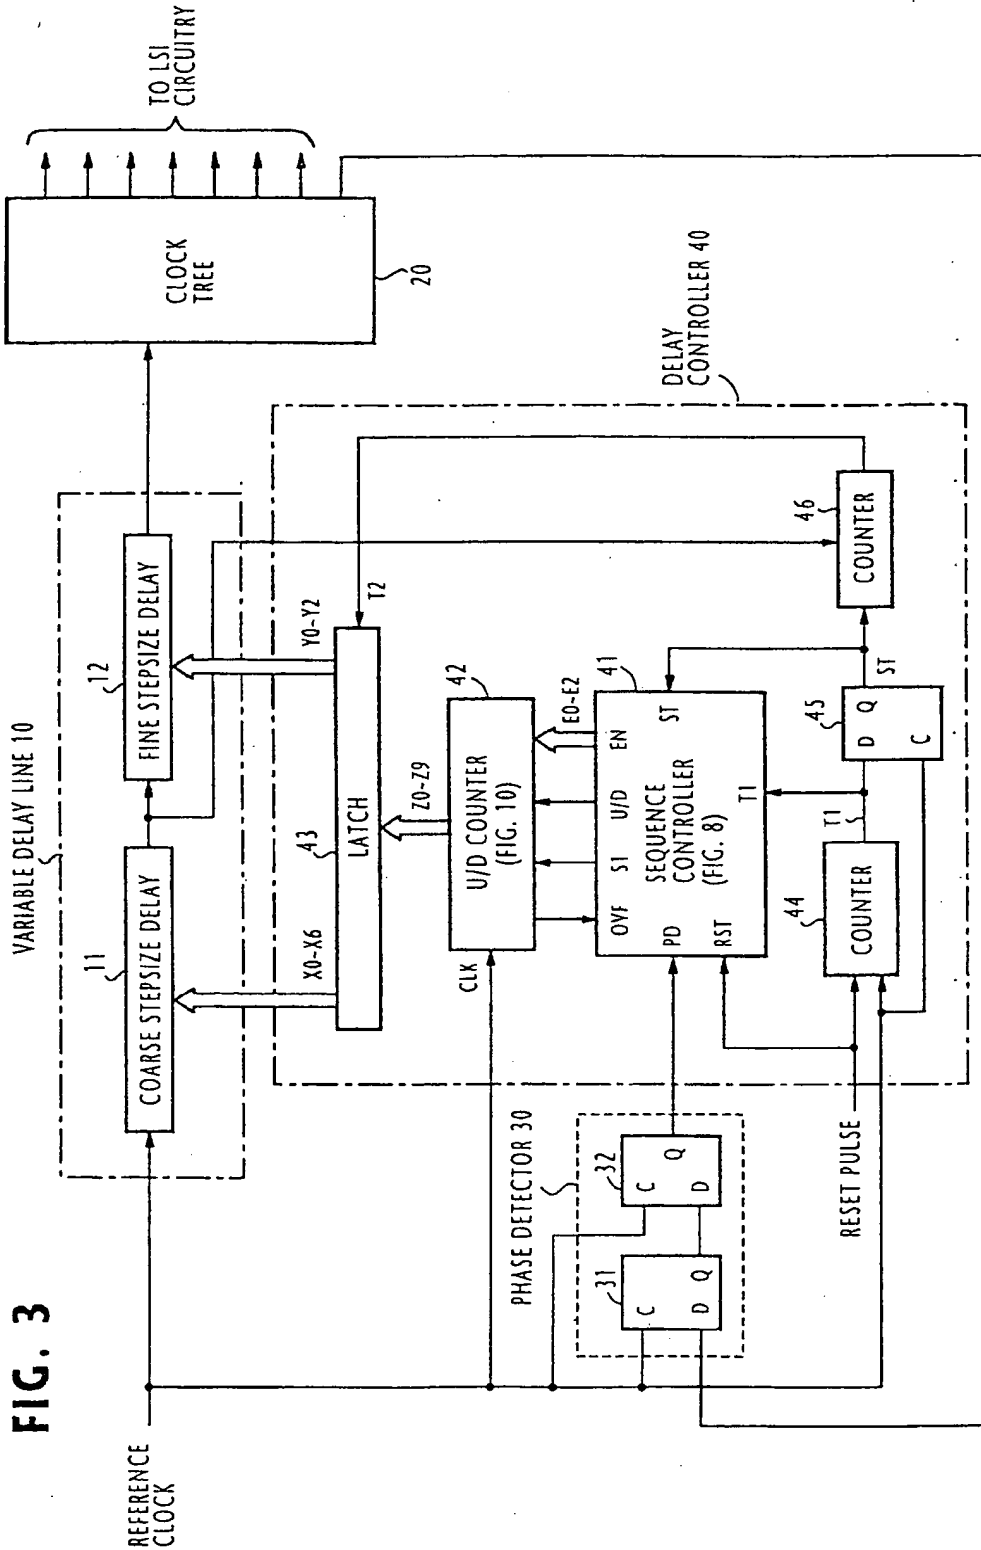 FIG. 3
REFERENCE
CLOCK
VARIABLE DELAY LINE 10
11
COARSE STEPSIZE DELAY
12
FINE STEPSIZE DELAY
CLOCK
TREE
20
TO LSI
CIRCUITRY
X0~X6
Y0~Y2
43
LATCH
T2
Z0~Z9
CLK
42
U/D COUNTER
(FIG. 10)
E0~E2
41
OVF
S1
U/D
EN
PD
SEQUENCE
CONTROLLER
(FIG. 8)
ST
RST
T1
DELAY
CONTROLLER 40
PHASE DETECTOR 30
31
C
D
Q
32
C
D
Q
RESET PULSE
44
COUNTER
T1
45
D
Q
C
ST
46
COUNTER